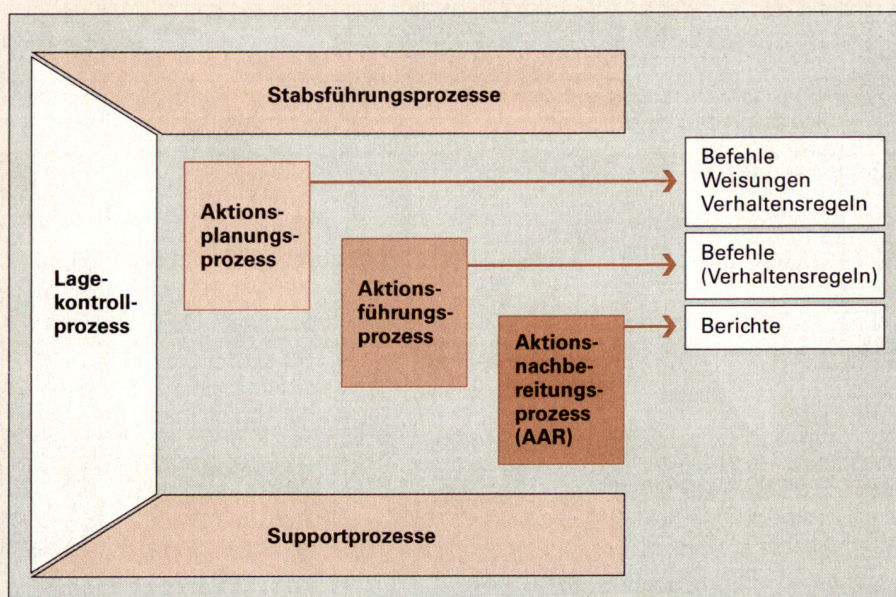 Stabsführungsprozesse
Lage-
kontroll-
prozess
Aktions-
planungs-
prozess
Aktions-
führungs-
prozess
Aktions-
nachbe-
reitungs-
prozess
(AAR)
Befehle
Weisungen
Verhaltensregeln
Befehle
(Verhaltensregeln)
Berichte
Supportprozesse